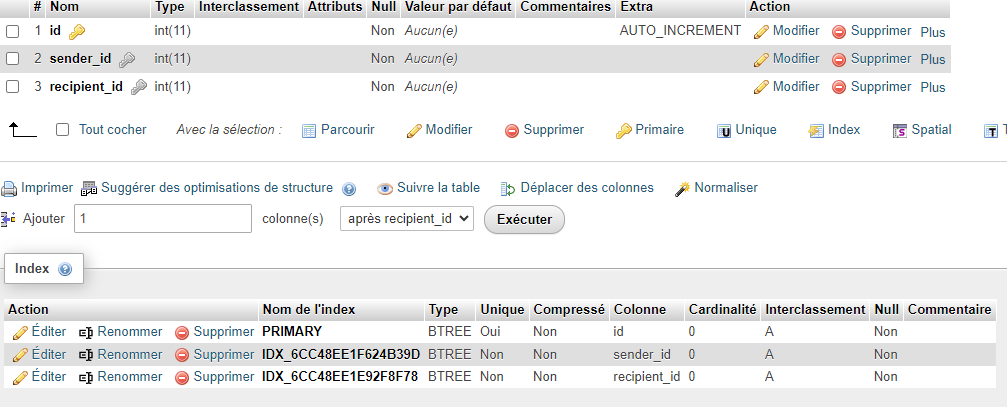 # Nom Type Interclassement Attributs Null Valeur par défaut Commentaires Extra Action
1 id int(11) Non Aucun(e) AUTO_INCREMENT Modifier Supprimer Plus
2 sender_id int(11) Non Aucun(e) Modifier Supprimer Plus
3 recipient_id int(11) Non Aucun(e) Modifier Supprimer Plus
Tout cocher Avec la sélection : Parcourir Modifier Supprimer Primaire U Unique Index S Spatial T T
Imprimer Suggérer des optimisations de structure Suivre la table Déplacer des colonnes Normaliser
Ajouter 1 colonne(s) après recipient_id Exécuter
Index
Action Nom de l'index Type Unique Compressé Colonne Cardinalité Interclassement Null Commentaire
Éditer Renommer Supprimer PRIMARY BTREE Oui Non id 0 A Non
Éditer Renommer Supprimer IDX_6CC48EE1F624B39D BTREE Non Non sender_id 0 A Non
Éditer Renommer Supprimer IDX_6CC48EE1E92F8F78 BTREE Non Non recipient_id 0 A Non